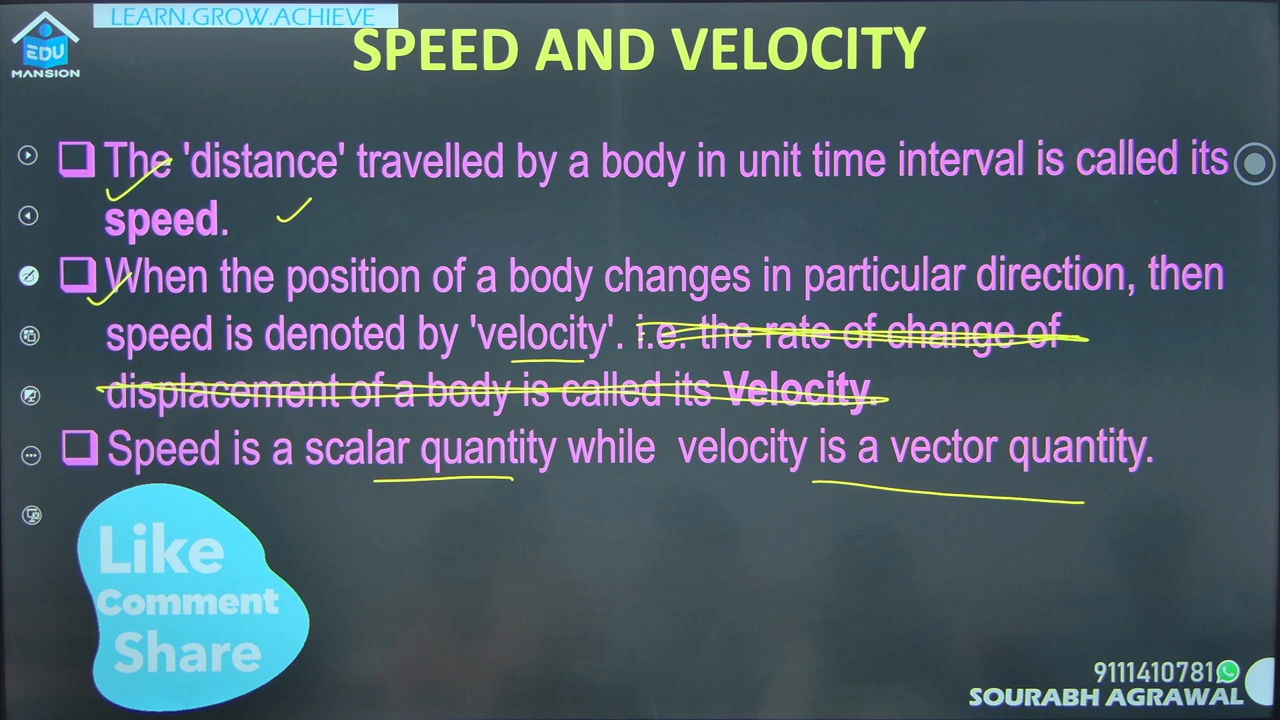 LEARN.GROW.ACHIEVE
EDU
MANSION
SPEED AND VELOCITY
The 'distance' travelled by a body in unit time interval is called its
speed.
When the position of a body changes in particular direction, then
speed is denoted by 'velocity'. i.e. the rate of change of
displacement of a body is called its Velocity.
Speed is a scalar quantity while velocity is a vector quantity.
Like
Comment
Share
9111410781
SOURABH AGRAWAL